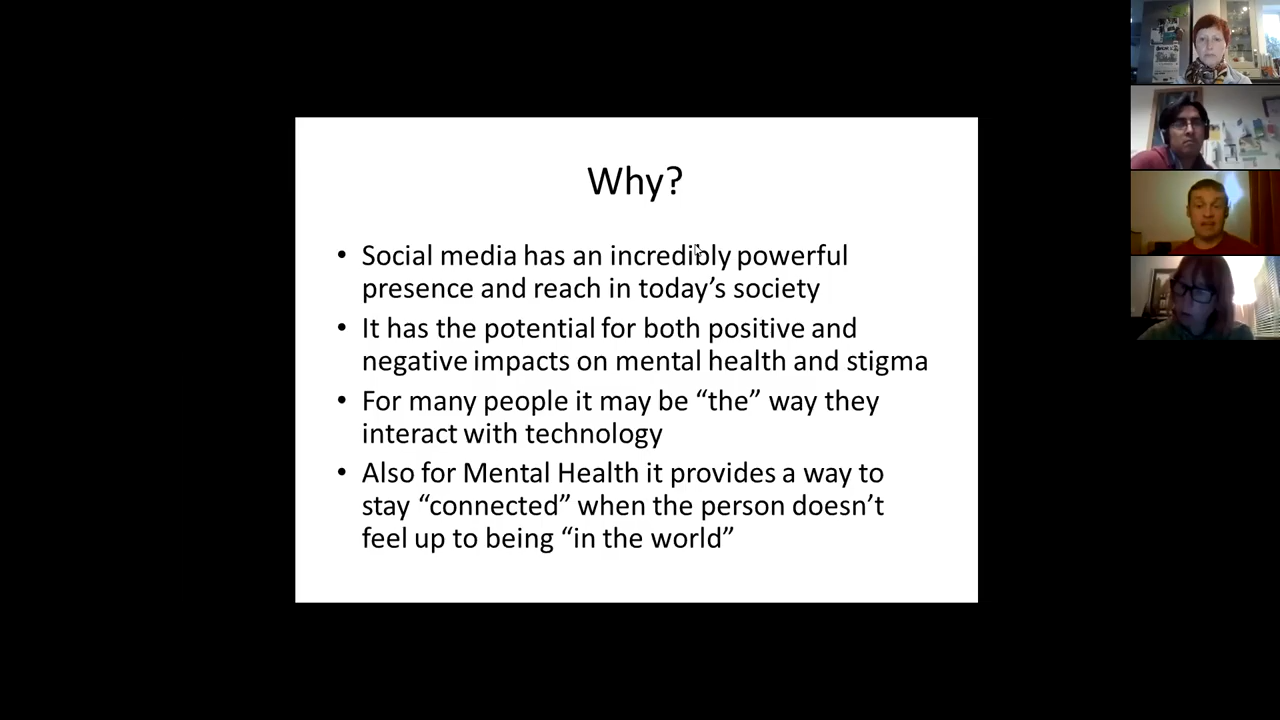 Why?
• Social media has an incredibly powerful
presence and reach in today’s society
• It has the potential for both positive and
negative impacts on mental health and stigma
• For many people it may be “the” way they
interact with technology
• Also for Mental Health it provides a way to
stay “connected” when the person doesn’t
feel up to being “in the world”